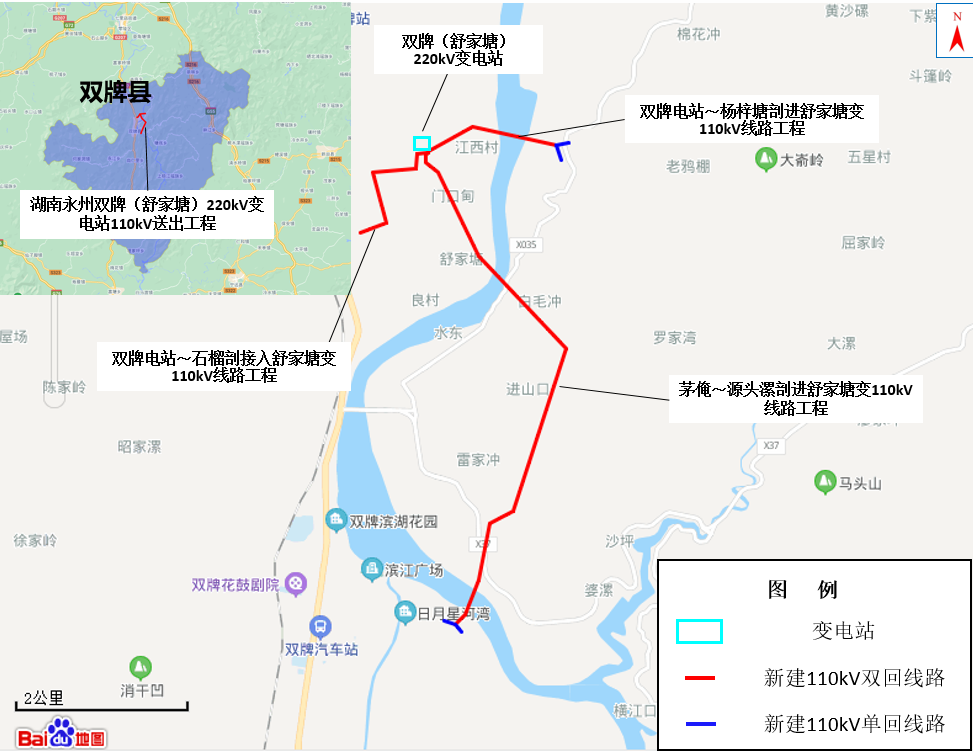 双牌县
湖南永州双牌（舒家塘）220kV变
电站110kV送出工程
牌站
双牌（舒家塘）
220kV变电站
棉花冲
黄沙磥
下紫
N
斗篷岭
双牌电站～杨梓塘剖进舒家塘变
110kV线路工程
江西村
老鸦棚
大嵛岭
五星村
门口甸
X035
屈家岭
舒家塘
良村
白毛冲
水东
屋场
罗家湾
大漯
双牌电站～石榴剖接入舒家塘变
110kV线路工程
陈家岭
进山口
茅俺～源头漯剖进舒家塘变110kV
线路工程
昭家漯
X37
雷家冲
马头山
双牌滨湖花园
徐家岭
X37
沙坪
滨江广场
双牌花鼓剧院
婆漯
日月星河湾
双牌汽车站
消干凹
横江口
2公里
Bai du 地图
图 例
变电站
新建110kV双回线路
新建110kV单回线路